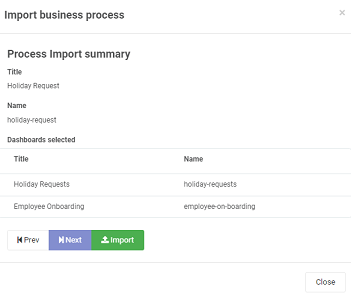 Import business process
×
Process Import summary
Title
Holiday Request
Name
holiday-request
Dashboards selected
Title Name
Holiday Requests holiday-requests
Employee Onboarding employee-on-boarding
Prev Next Import
Close